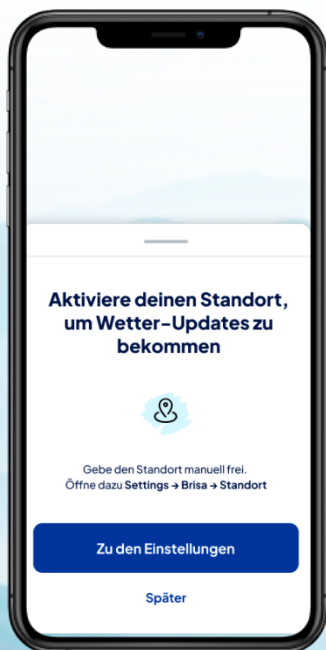 Aktiviere deinen Standort,
um Wetter-Updates zu
bekommen
Gebe den Standort manuell frei.
Öffne dazu Settings → Brisa → Standort
Zu den Einstellungen
Später